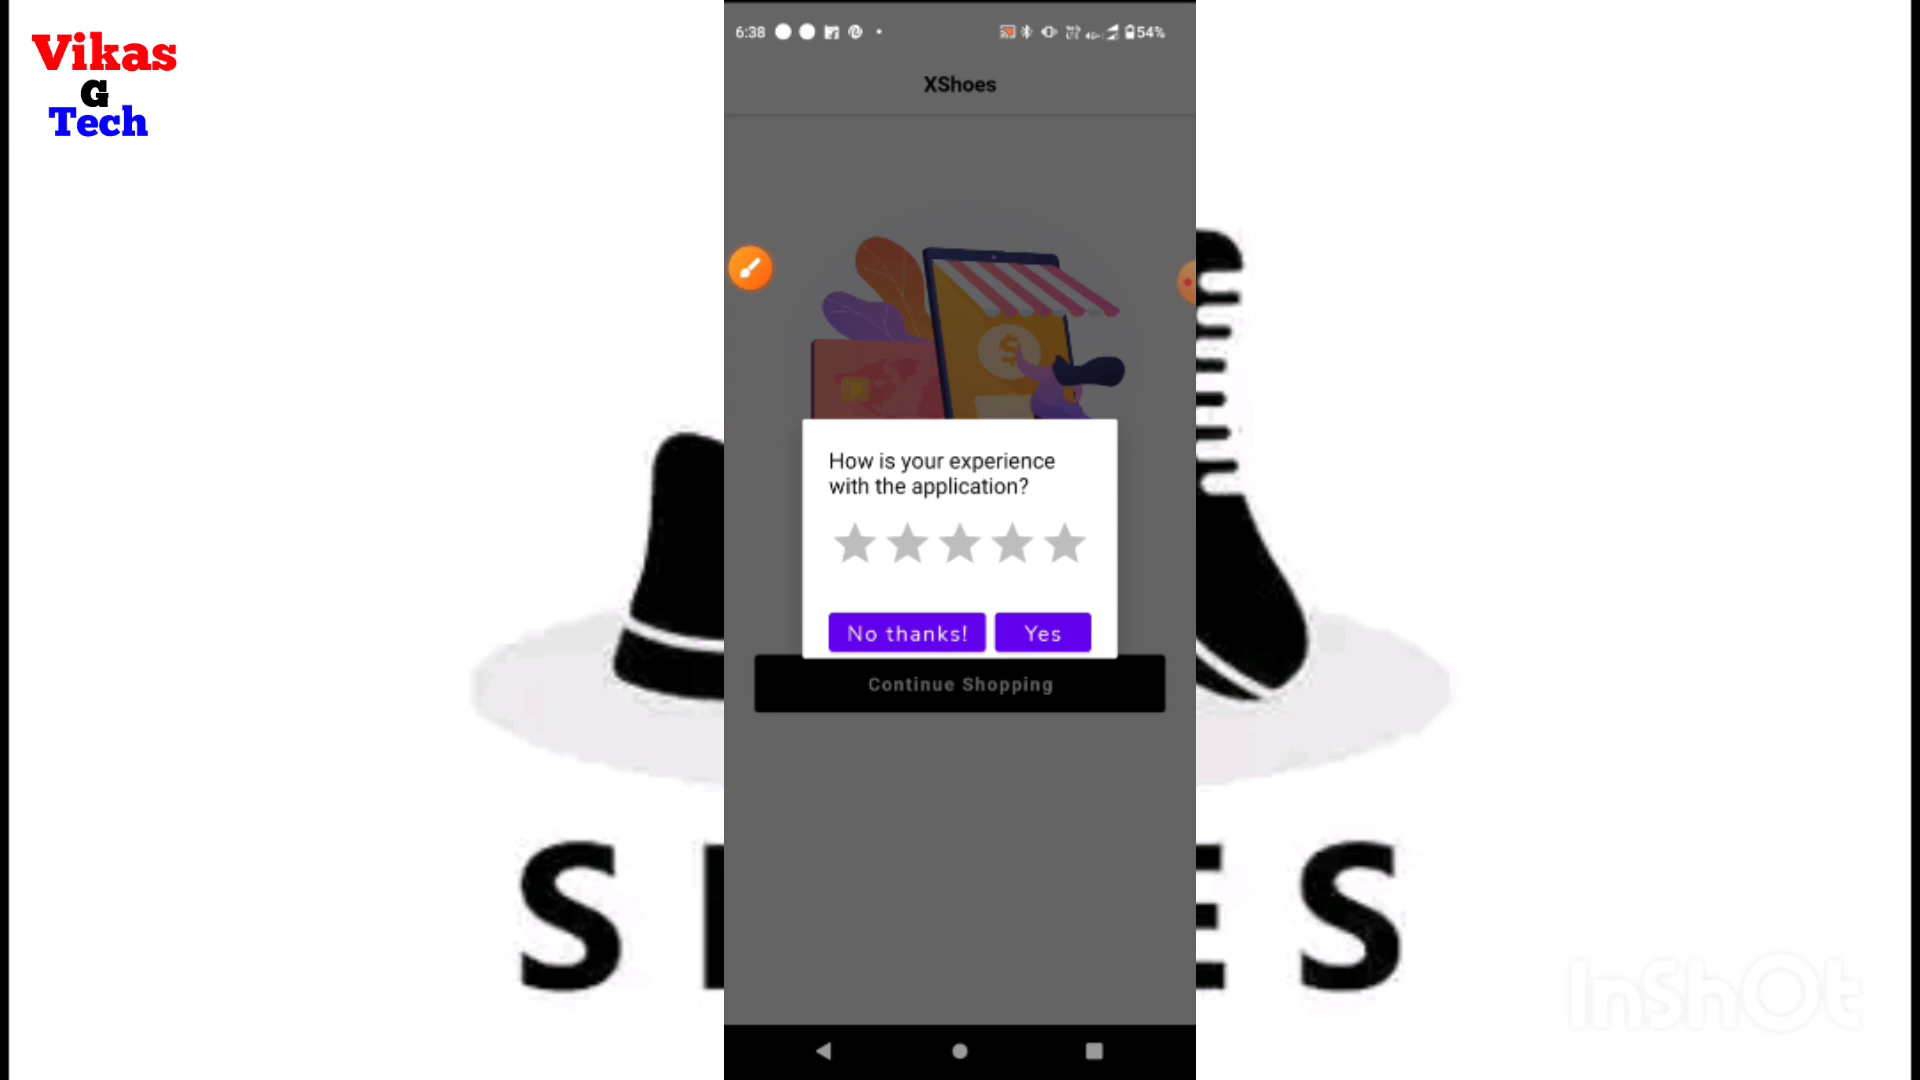 Vikas
G
Tech
6:38
54%
XShoes
How is your experience
with the application?
No thanks!
Yes
Continue Shopping
S
E S
InShOt